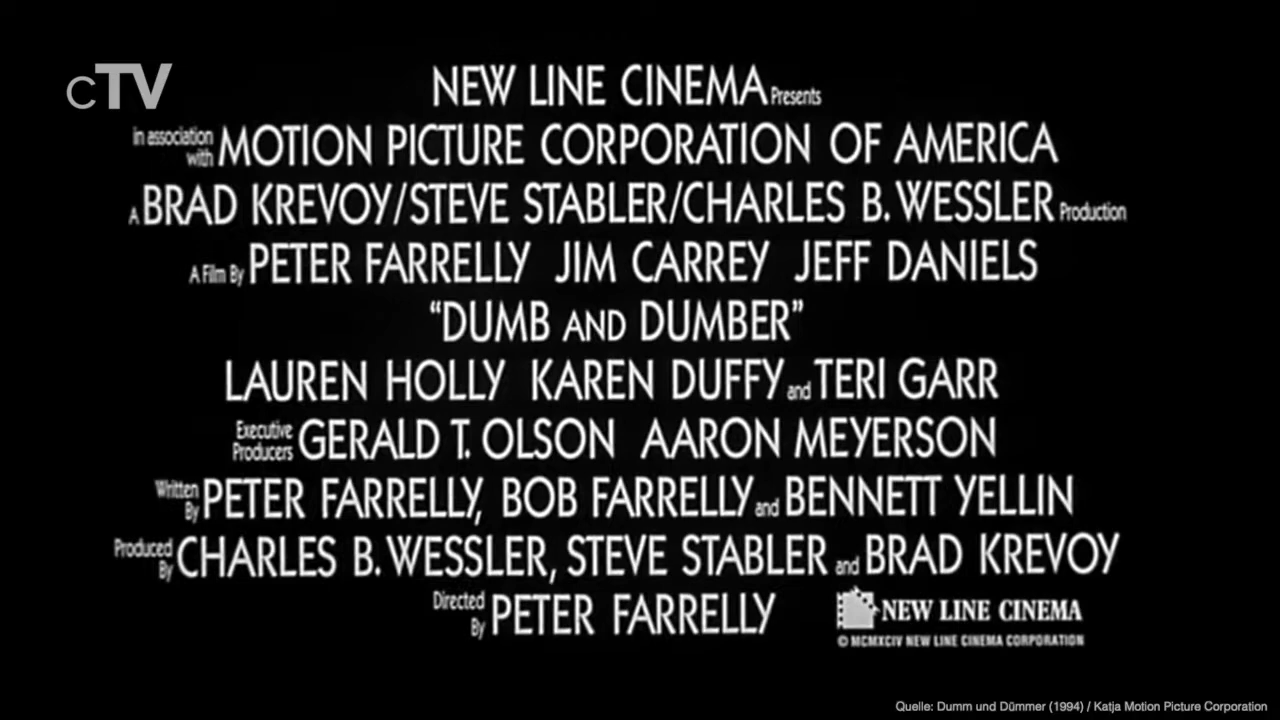 cTV
NEW LINE CINEMA Presents
in association with MOTION PICTURE CORPORATION OF AMERICA
A BRAD KREVOY/STEVE STABLER/CHARLES B. WESSLER Production
A Film By PETER FARRELLY JIM CARREY JEFF DANIELS
“DUMB AND DUMBER”
LAUREN HOLLY KAREN DUFFY and TERI GARR
Executive Producers GERALD T. OLSON AARON MEYERSON
Written By PETER FARRELLY, BOB FARRELLY and BENNETT YELLIN
Produced By CHARLES B. WESSLER, STEVE STABLER and BRAD KREVOY
Directed By PETER FARRELLY
NEW LINE CINEMA
© MCMXCIV NEW LINE CINEMA CORPORATION
Quelle: Dumm und Dümmer (1994) / Katja Motion Picture Corporation